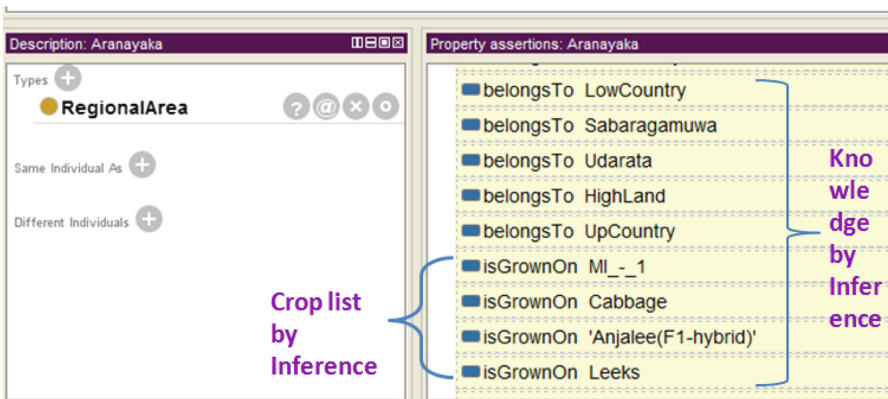 Description: Aranayaka
Types
RegionalArea
Same Individual As
Different Individuals
Crop list
by
Inference
Property assertions: Aranayaka
belongsTo LowCountry
belongsTo Sabaragamuwa
belongsTo Udarata
belongsTo HighLand
belongsTo UpCountry
isGrownOn MI_-_1
isGrownOn Cabbage
isGrownOn 'Anjalee(F1-hybrid)'
isGrownOn Leeks
Kno
wle
dge
by
Infer
ence